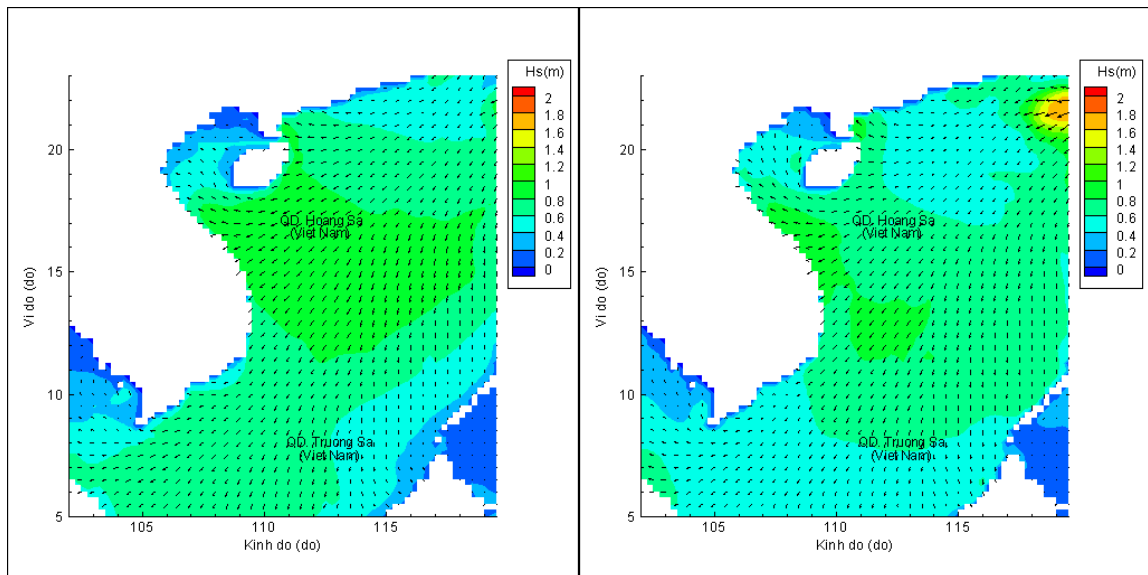 Hs(m)
2
1.8
1.6
1.4
1.2
1
0.8
0.6
0.4
0.2
0
20
15
10
5
Vi do (do)
QD. Hoang Sa
(Viet Nam)
QD. Truong Sa
(Viet Nam)
105
110
115
Kinh do (do)
Hs(m)
2
1.8
1.6
1.4
1.2
1
0.8
0.6
0.4
0.2
0
20
15
10
5
Vi do (do)
QD. Hoang Sa
(Viet Nam)
QD. Truong Sa
(Viet Nam)
105
110
115
Kinh do (do)